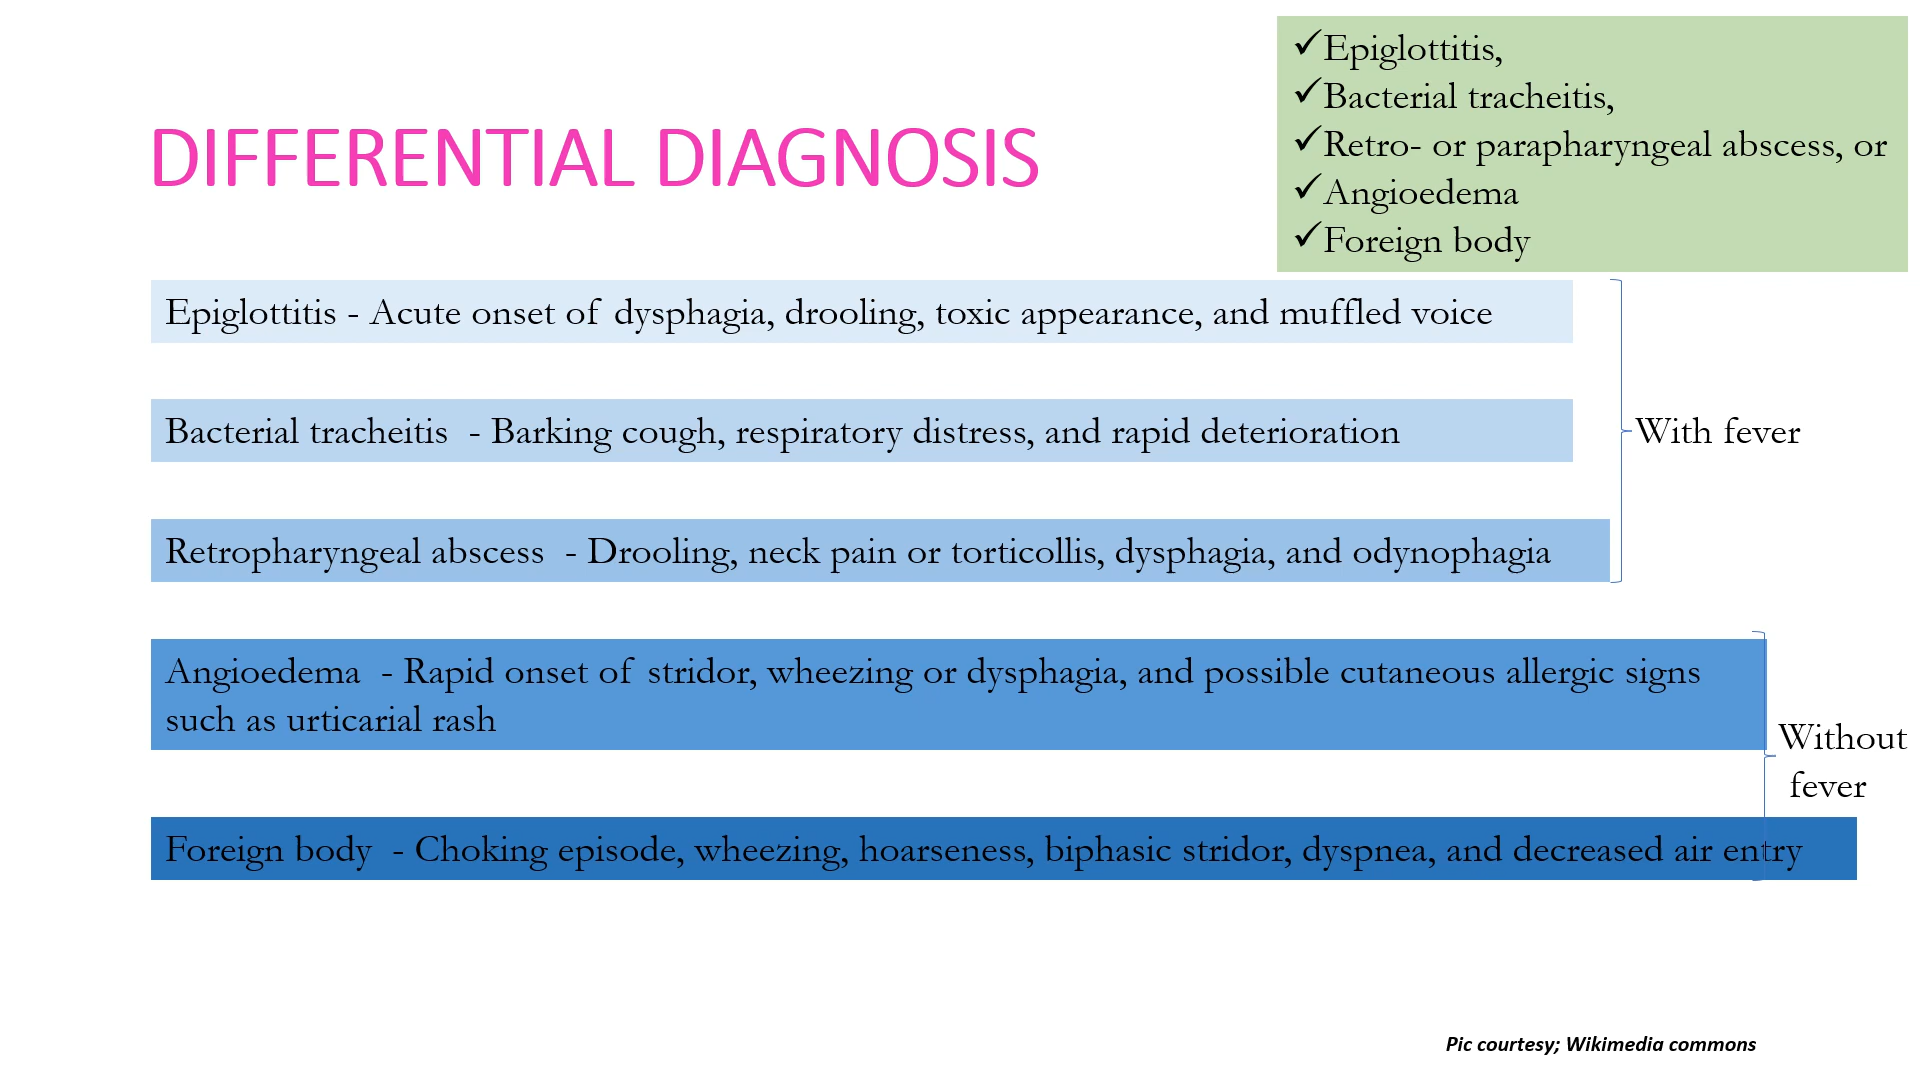 ✓Epiglottitis,
✓Bacterial tracheitis,
✓Retro- or parapharyngeal abscess, or
✓Angioedema
✓Foreign body
DIFFERENTIAL DIAGNOSIS
Epiglottitis - Acute onset of dysphagia, drooling, toxic appearance, and muffled voice
Bacterial tracheitis - Barking cough, respiratory distress, and rapid deterioration
With fever
Retropharyngeal abscess - Drooling, neck pain or torticollis, dysphagia, and odynophagia
Angioedema - Rapid onset of stridor, wheezing or dysphagia, and possible cutaneous allergic signs
such as urticarial rash
Without
fever
Foreign body - Choking episode, wheezing, hoarseness, biphasic stridor, dyspnea, and decreased air entry
Pic courtesy; Wikimedia commons